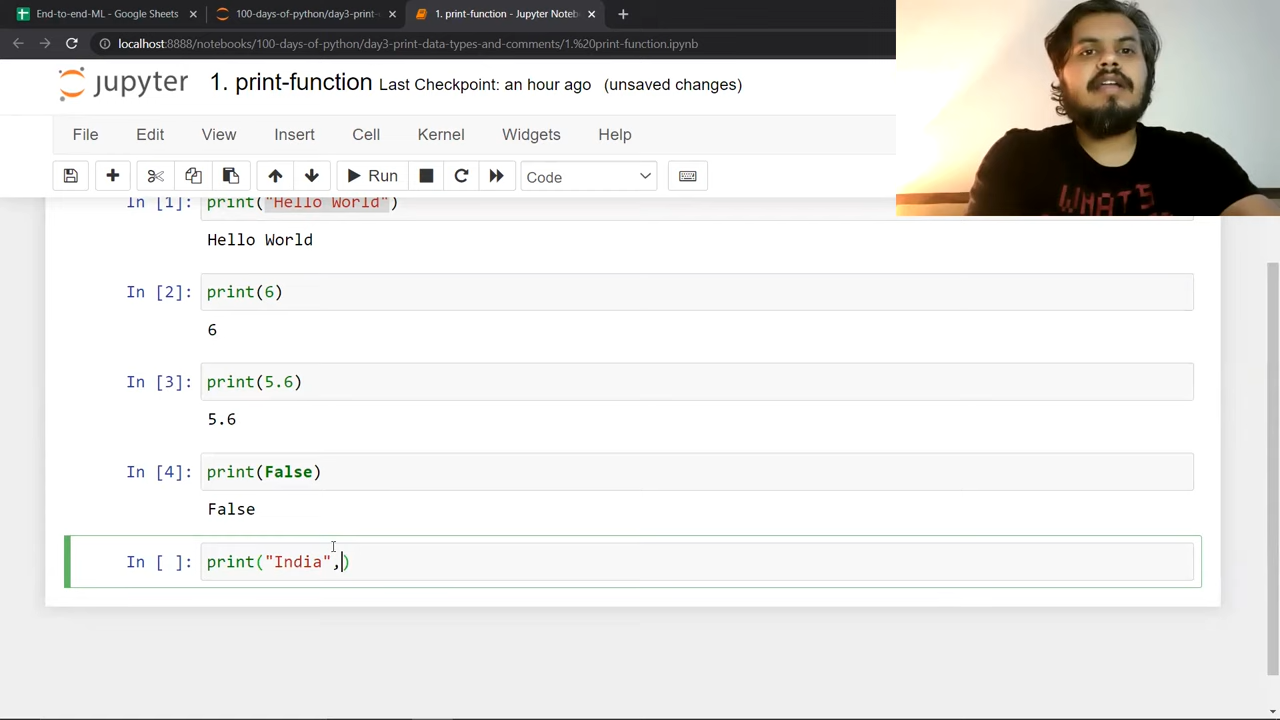 End-to-end-ML - Google Sheets
100-days-of-python/day3-print-
1. print-function - Jupyter Noteb
localhost:8888/notebooks/100-days-of-python/day3-print-data-types-and-comments/1.%20print-function.ipynb
jupyter 1. print-function Last Checkpoint: an hour ago (unsaved changes)
File Edit View Insert Cell Kernel Widgets Help
Run Code
In [1]: print("Hello World")
Hello World
In [2]: print(6)
6
In [3]: print(5.6)
5.6
In [4]: print(False)
False
In [ ]: print("India",)
WHAT'S